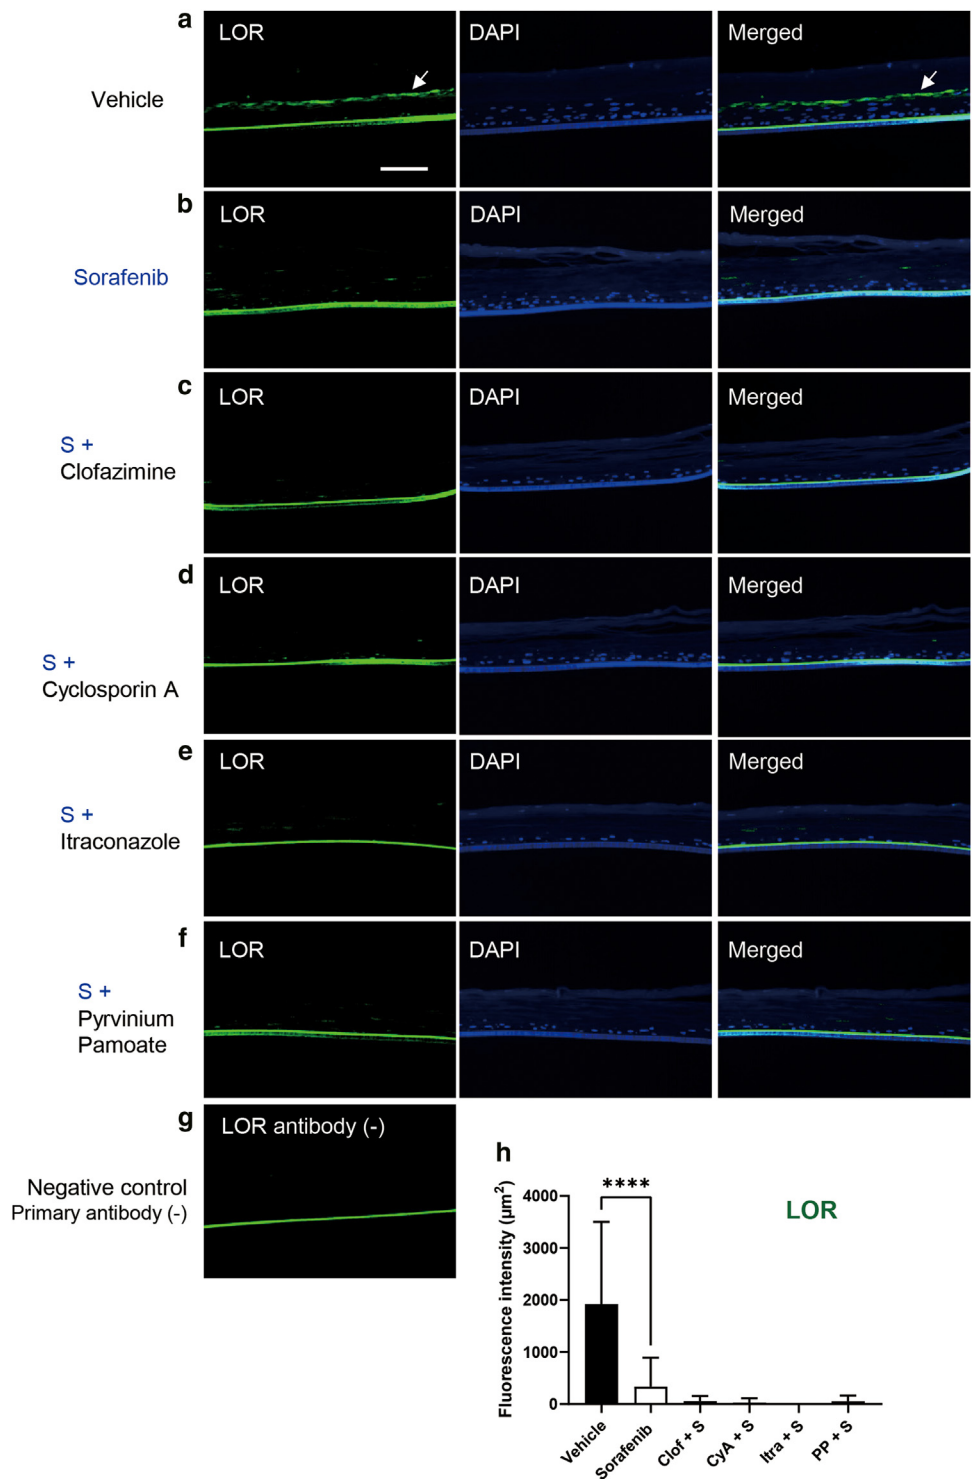 a
LOR
DAPI
Merged
Vehicle
b
LOR
DAPI
Merged
Sorafenib
c
LOR
DAPI
Merged
S +
Clofazimine
d
LOR
DAPI
Merged
S +
Cyclosporin A
e
LOR
DAPI
Merged
S +
Itraconazole
f
LOR
DAPI
Merged
S +
Pyrvinium
Pamoate
g
LOR antibody (-)
Negative control
Primary antibody (-)
h
****
LOR
Fluorescence intensity (µm²)
4000
3000
2000
1000
0
Vehicle
Sorafenib
Clof + S
CyA + S
Itra + S
PP + S